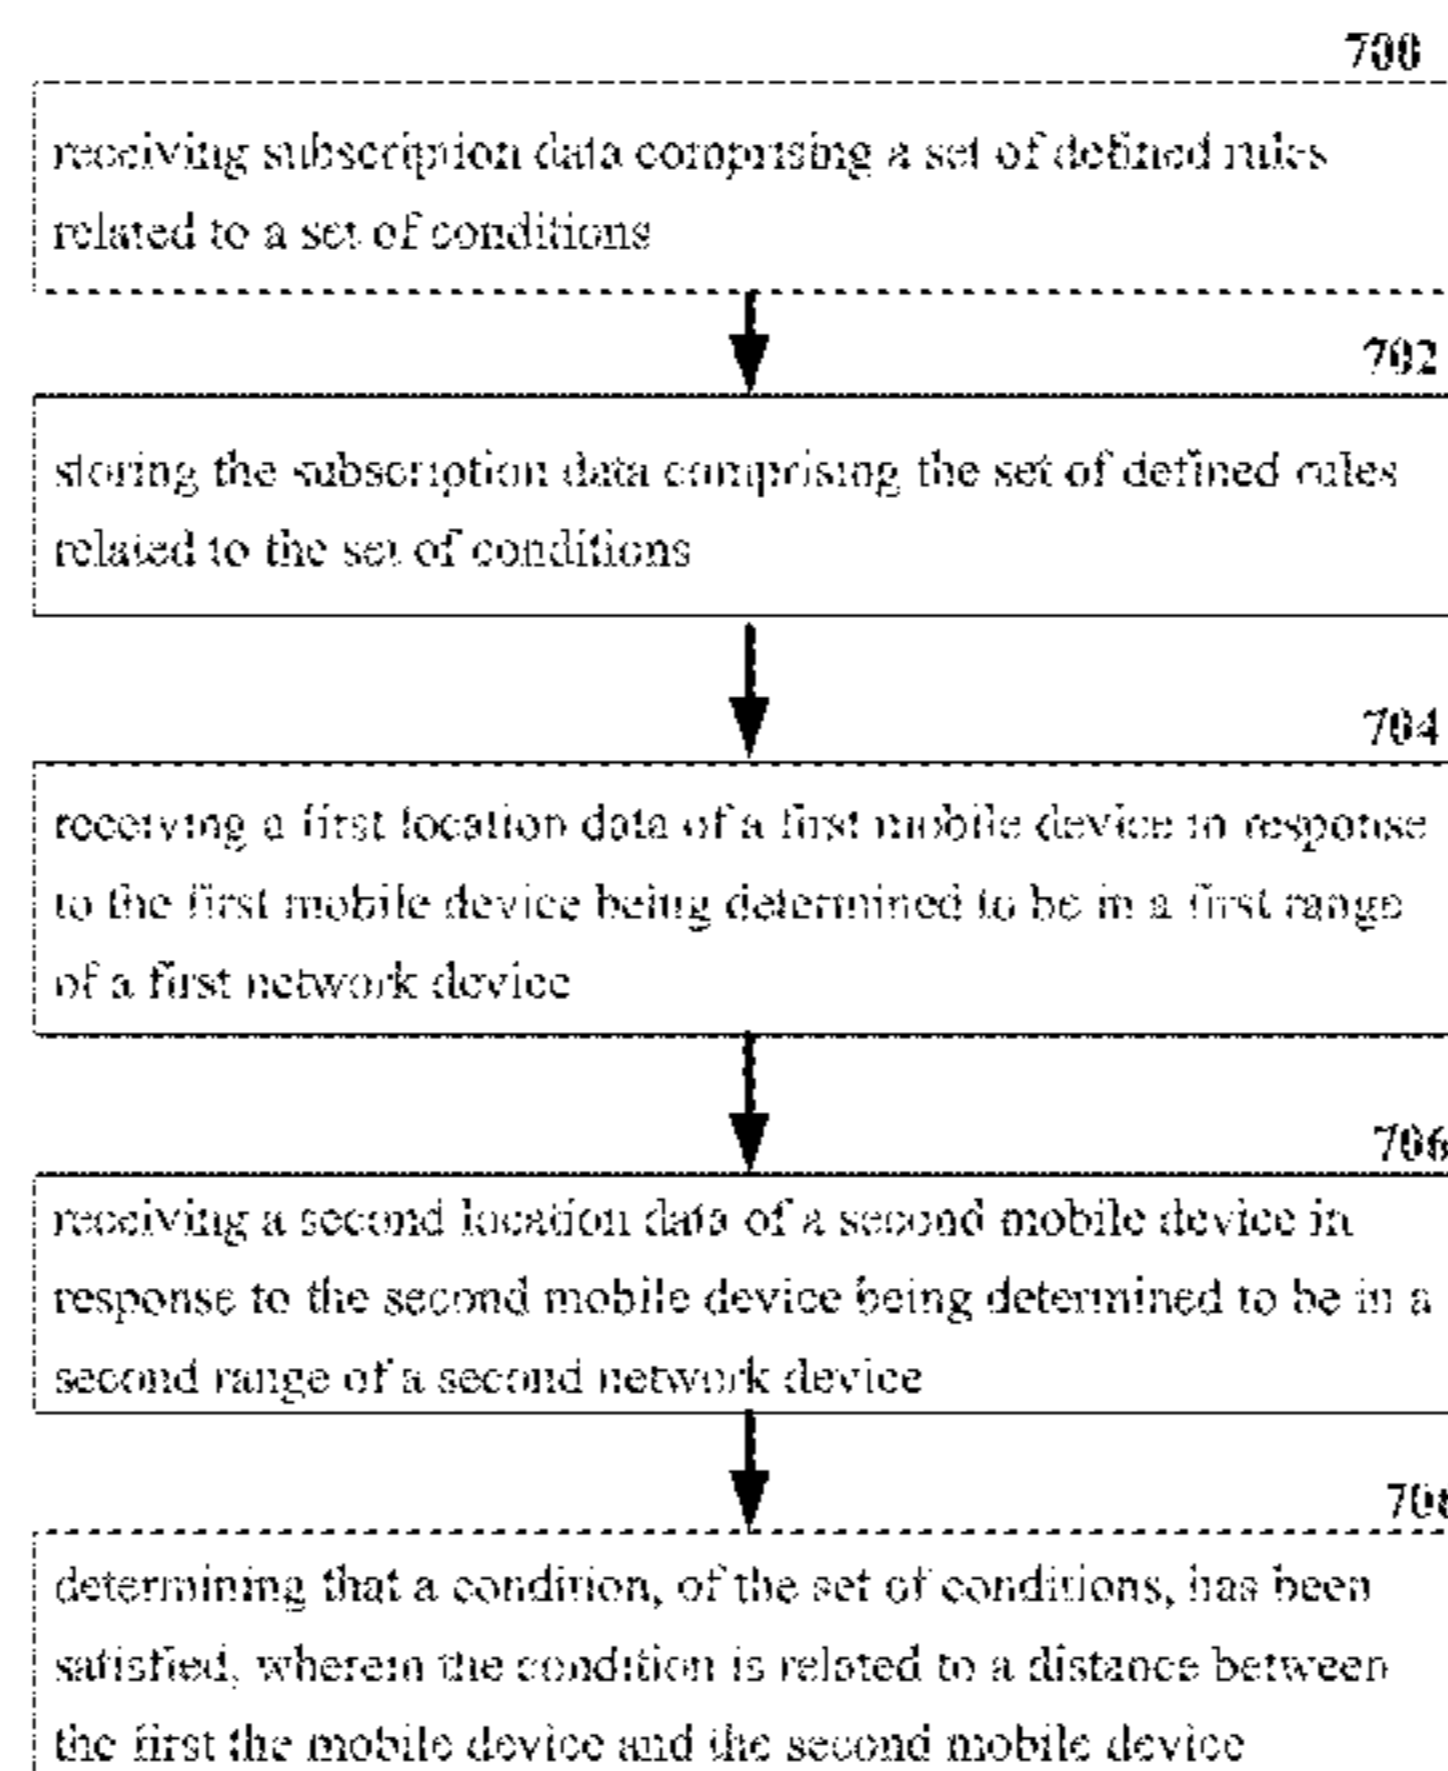 700
receiving subscription data comprising a set of defined rules
related to a set of conditions
702
storing the subscription data comprising the set of defined rules
related to the set of conditions
704
receiving a first location data of a first mobile device in response
to the first mobile device being determined to be in a first range
of a first network device
706
receiving a second location data of a second mobile device in
response to the second mobile device being determined to be in a
second range of a second network device
determining that a condition, of the set of conditions, has been
satisfied, wherein the condition is related to a distance between
the first the mobile device and the second mobile device